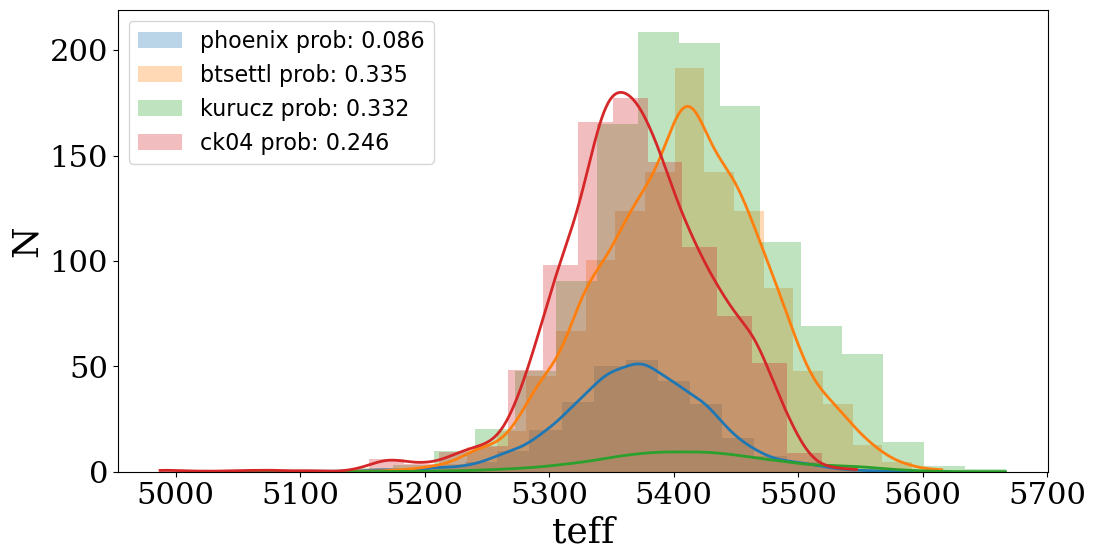 phoenix prob: 0.086
btsettl prob: 0.335
kurucz prob: 0.332
ck04 prob: 0.246
200
150
100
50
0
N
5000 5100 5200 5300 5400 5500 5600 5700
teff